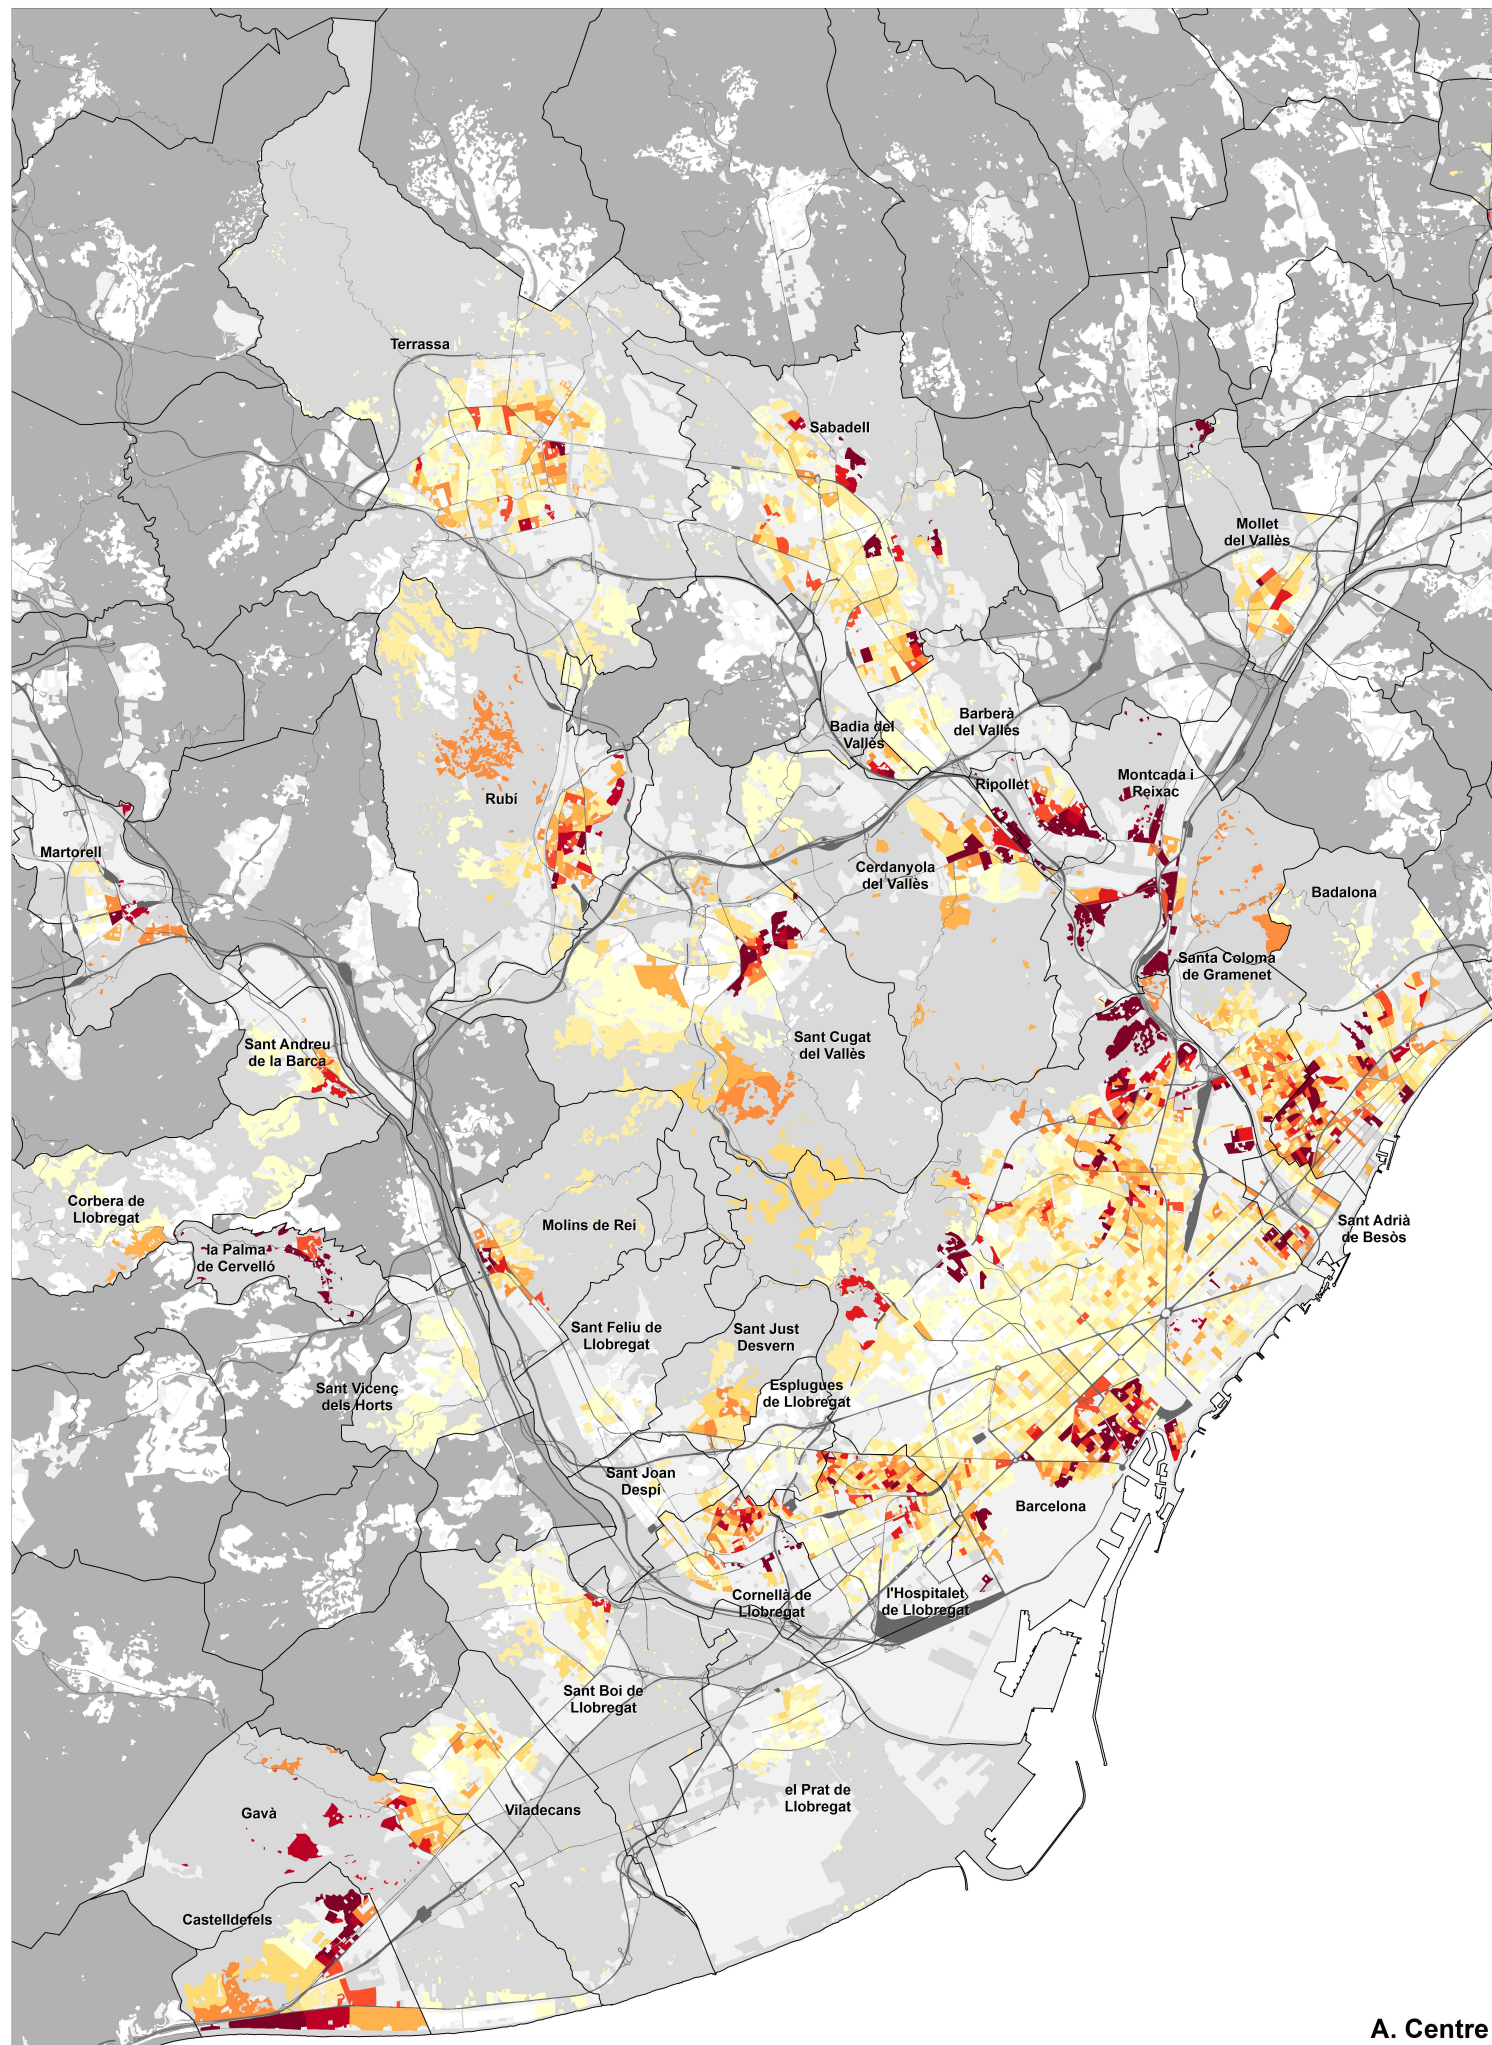 Terrassa
Sabadell
Mollet
del Vallès
Badia del
Vallès
Barberà
del Vallès
Ripollet
Montcada i
Reixac
Rubí
Martorell
Cerdanyola
del Vallès
Badalona
Santa Coloma
de Gramenet
Sant Andreu
de la Barca
Sant Cugat
del Vallès
Corbera de
Llobregat
Molins de Rei
Sant Adrià
de Besòs
la Palma
de Cervelló
Sant Feliu de
Llobregat
Sant Just
Desvern
Sant Vicenç
dels Horts
Esplugues
de Llobregat
Sant Joan
Despí
Barcelona
Cornellà de
Llobregat
l'Hospitalet
de Llobregat
Sant Boi de
Llobregat
el Prat de
Llobregat
Gavà
Viladecans
Castelldefels
A. Centre